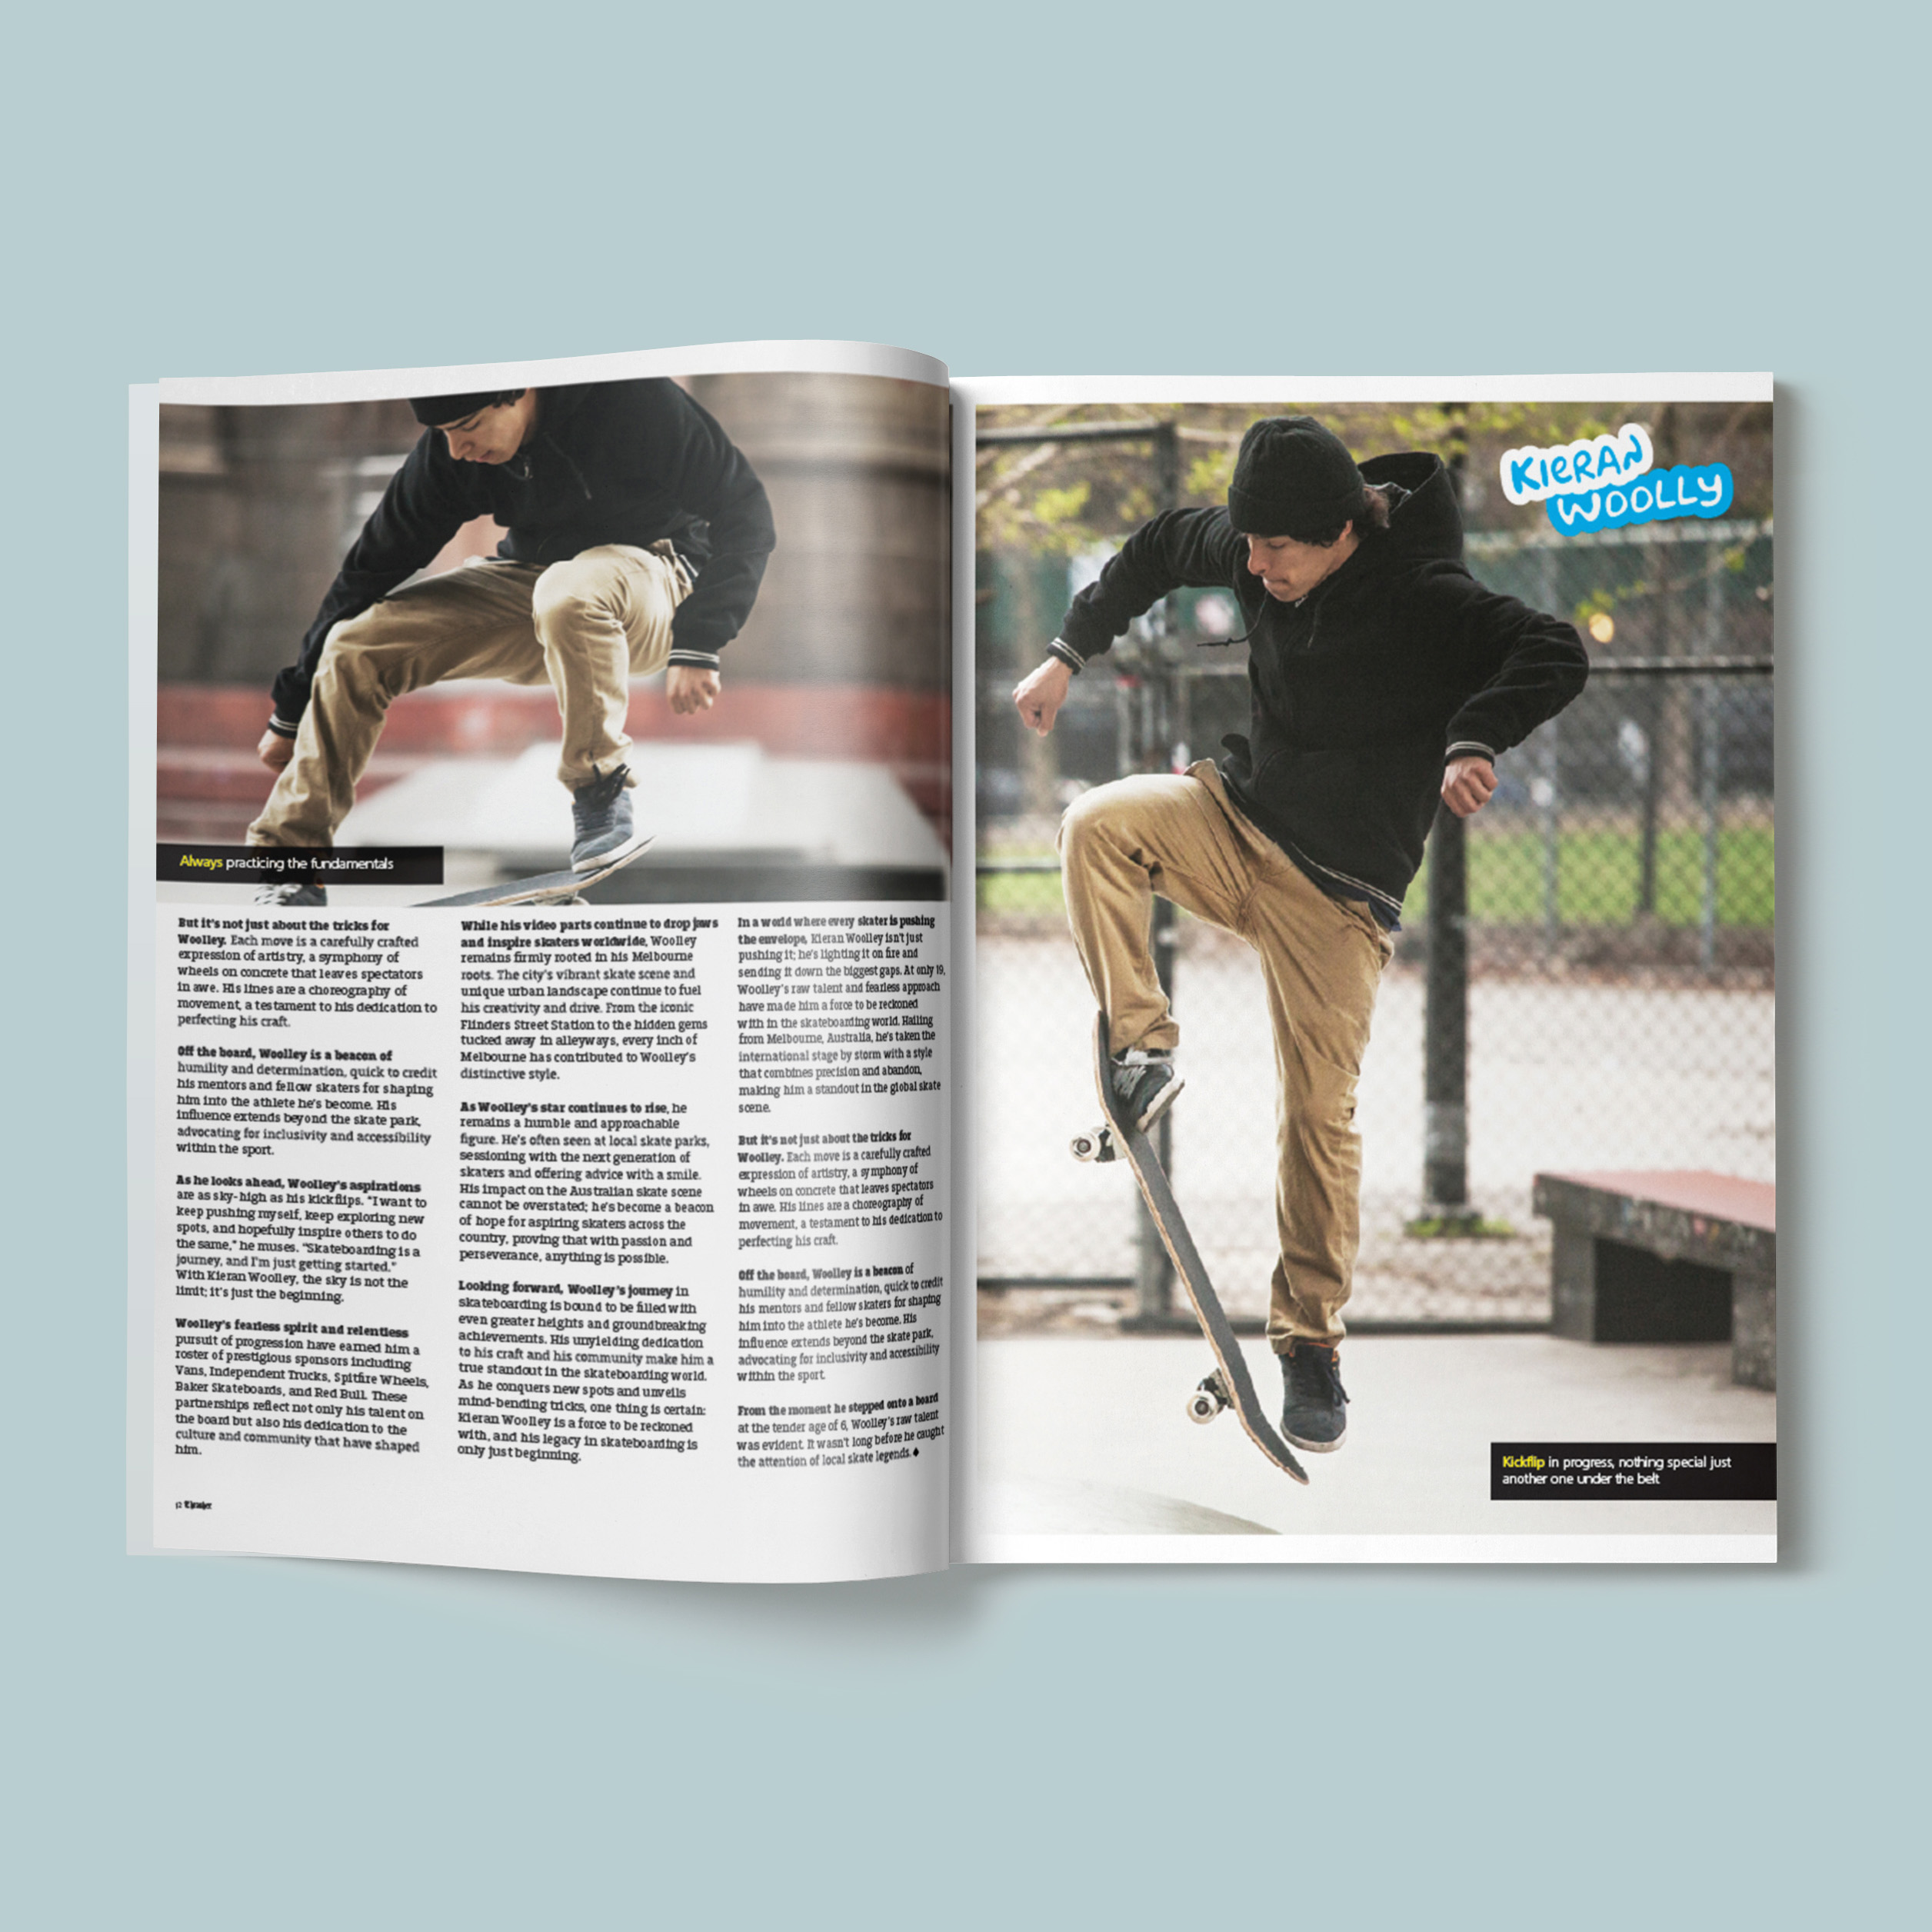 Always practicing the fundamentals
But it's not just about the tricks for
Woolley. Each move is a carefully crafted
expression of artistry, a symphony of
wheels on concrete that leaves spectators
in awe. His lines are a choreography of
movement, a testament to his dedication to
perfecting his craft.
Off the board, Woolley is a beacon of
humility and determination, quick to credit
his mentors and fellow skaters for shaping
him into the athlete he's become. His
influence extends beyond the skate park,
advocating for inclusivity and accessibility
within the sport.
As he looks ahead, Woolley's aspirations
are as sky-high as his kickflips. "I want to
keep pushing myself, keep exploring new
spots, and hopefully inspire others to do
the same," he muses. "Skateboarding is a
journey, and I'm just getting started."
With Kieran Woolley, the sky is not the
limit; it's just the beginning.
Woolley's fearless spirit and relentless
pursuit of progression have earned him a
roster of prestigious sponsors including
Vans, Independent Trucks, Spitfire Wheels,
Baker Skateboards, and Red Bull. These
partnerships reflect not only his talent on
the board but also his dedication to the
culture and community that have shaped
him.
While his video parts continue to drop jaws
and inspire skaters worldwide, Woolley
remains firmly rooted in his Melbourne
roots. The city's vibrant skate scene and
unique urban landscape continue to fuel
his creativity and drive. From the iconic
Flinders Street Station to the hidden gems
tucked away in alleyways, every inch of
Melbourne has contributed to Woolley's
distinctive style.
As Woolley's star continues to rise, he
remains a humble and approachable
figure. He's often seen at local skate parks,
sessioning with the next generation of
skaters and offering advice with a smile.
His impact on the Australian skate scene
cannot be overstated; he's become a beacon
of hope for aspiring skaters across the
country, proving that with passion and
perseverance, anything is possible.
Looking forward, Woolley's journey in
skateboarding is bound to be filled with
even greater heights and groundbreaking
achievements. His unyielding dedication
to his craft and his community make him a
true standout in the skateboarding world.
As he conquers new spots and unveils
mind-bending tricks, one thing is certain:
Kieran Woolley is a force to be reckoned
with, and his legacy in skateboarding is
only just beginning.
In a world where every skater is pushing
the envelope, Kieran Woolley isn't just
pushing it; he's lighting it on fire and
sending it down the biggest gaps. At only 19,
Woolley's raw talent and fearless approach
have made him a force to be reckoned
with in the skateboarding world. Hailing
from Melbourne, Australia, he's taken the
international stage by storm with a style
that combines precision and abandon,
making him a standout in the global skate
scene.
But it's not just about the tricks for
Woolley. Each move is a carefully crafted
expression of artistry, a symphony of
wheels on concrete that leaves spectators
in awe. His lines are a choreography of
movement, a testament to his dedication to
perfecting his craft.
Off the board, Woolley is a beacon of
humility and determination, quick to credit
his mentors and fellow skaters for shaping
him into the athlete he's become. His
influence extends beyond the skate park,
advocating for inclusivity and accessibility
within the sport.
From the moment he stepped onto a board
at the tender age of 6, Woolley's raw talent
was evident. It wasn't long before he caught
the attention of local skate legends.◆
Thrasher
KIERAN
WOOLLY
Kickflip in progress, nothing special just
another one under the belt